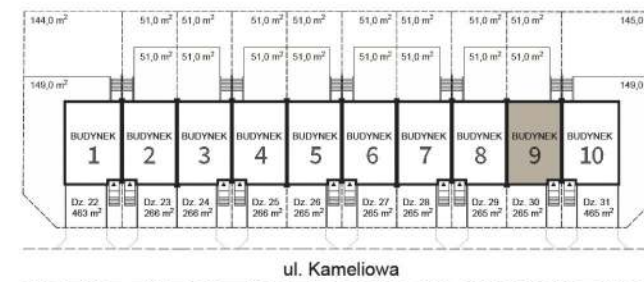 144,0 m² 51,0 m² 51,0 m² 51,0 m² 51,0 m² 51,0 m² 51,0 m² 51,0 m² 51,0 m² 145,0
149,0 m² 51,0 m² 51,0 m² 51,0 m² 51,0 m² 51,0 m² 51,0 m² 51,0 m² 51,0 m² 149,0
BUDYNEK BUDYNEK BUDYNEK BUDYNEK BUDYNEK BUDYNEK BUDYNEK BUDYNEK BUDYNEK BUDYNEK
1 2 3 4 5 6 7 8 9 10
Dz. 22 Dz. 23 Dz. 24 Dz. 25 Dz. 26 Dz. 27 Dz. 28 Dz. 29 Dz. 30 Dz. 31
463 m² 266 m² 266 m² 266 m² 265 m² 265 m² 265 m² 265 m² 265 m² 465 m²
ul. Kameliowa